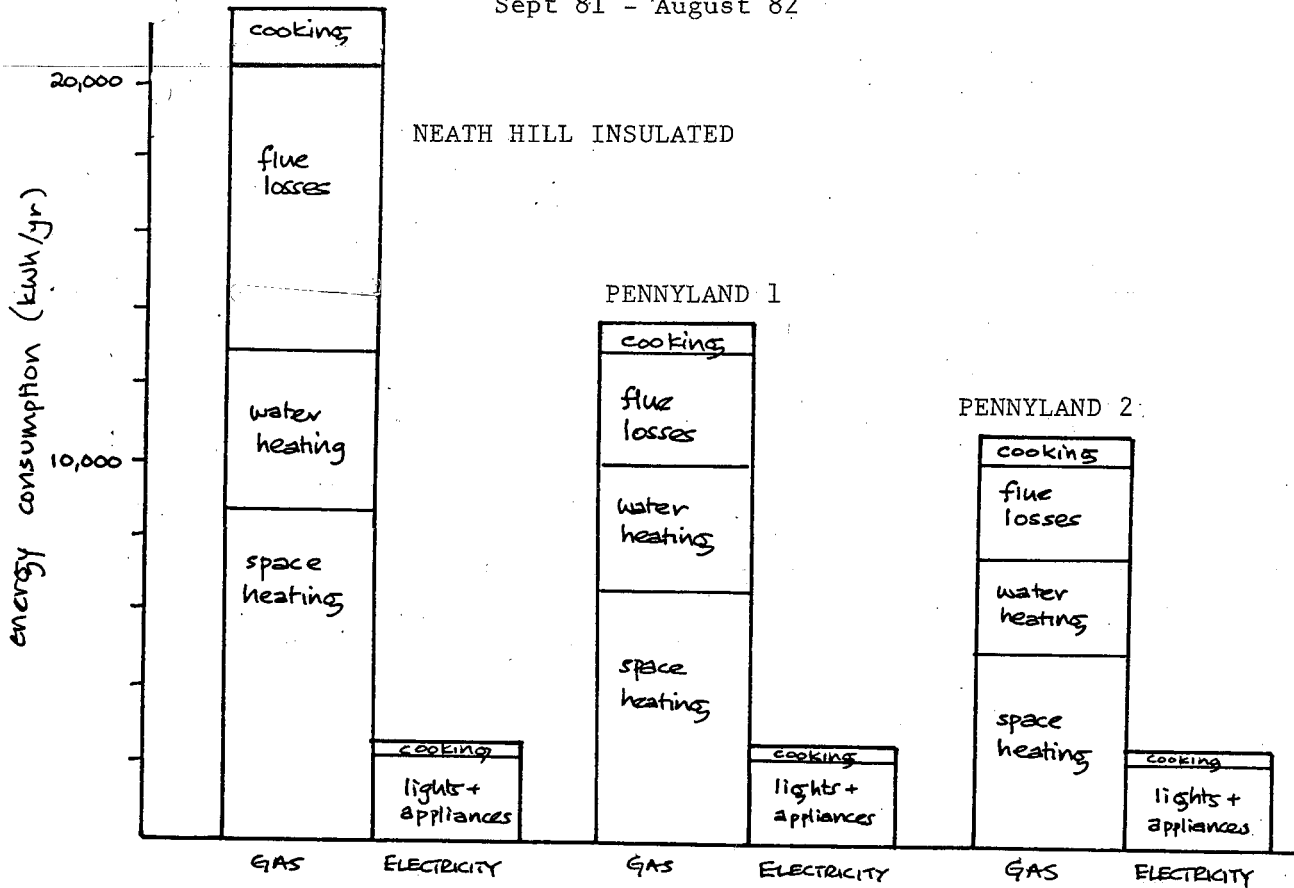 Sept 81 - August 82
energy consumption (kWh/yr)
20,000
10,000
NEATH HILL INSULATED
cooking
flue
losses
water
heating
space
heating
cooking
lights +
appliances
GAS
ELECTRICITY
PENNYLAND 1
cooking
flue
losses
water
heating
space
heating
cooking
lights +
appliances
GAS
ELECTRICITY
PENNYLAND 2
cooking
flue
losses
water
heating
space
heating
cooking
lights +
appliances
GAS
ELECTRICITY